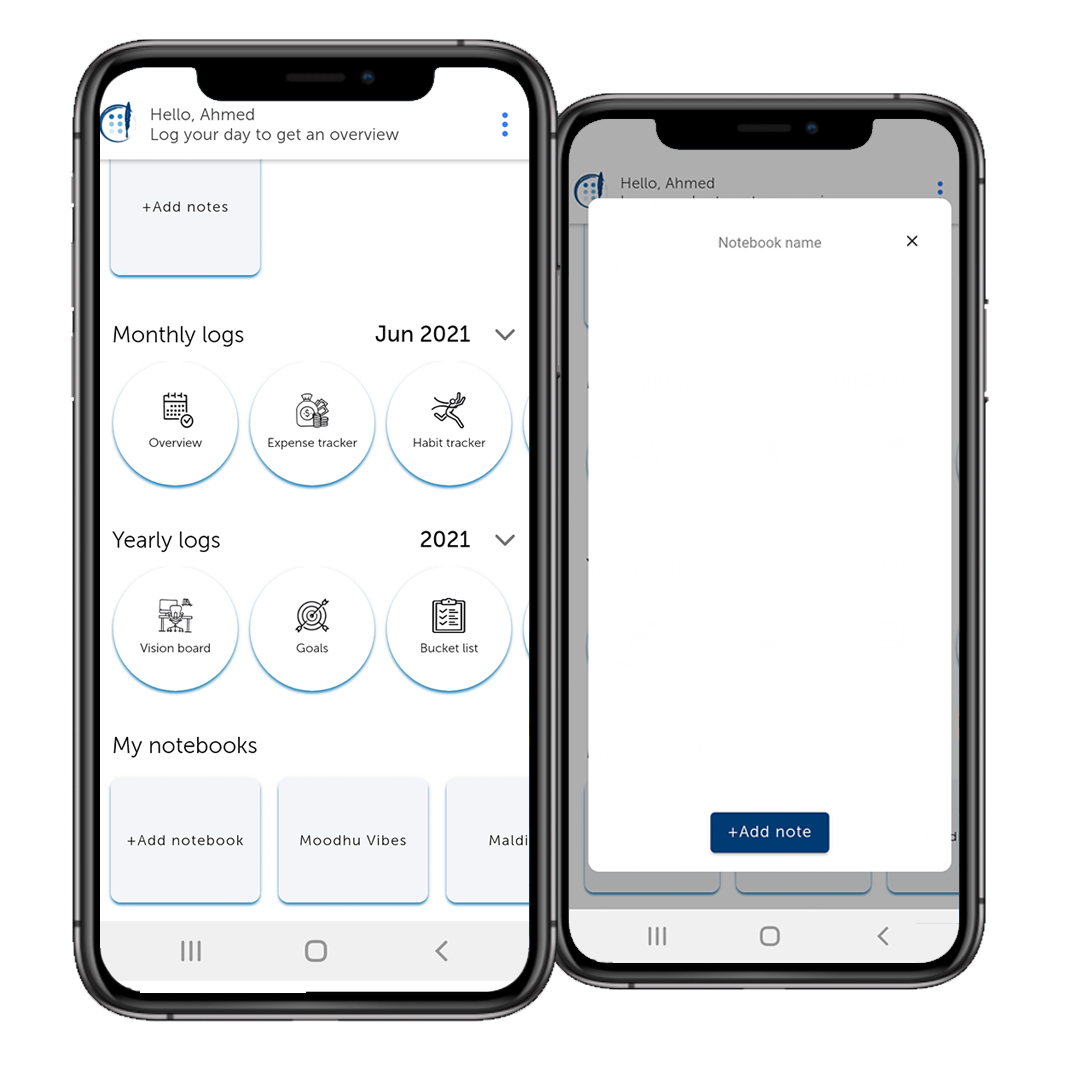 Hello, Ahmed
Log your day to get an overview
+Add notes
Monthly logs
Jun 2021
Overview
Expense tracker
Habit tracker
Yearly logs
2021
Vision board
Goals
Bucket list
My notebooks
+Add notebook
Moodhu Vibes
Maldi
Hello, Ahmed
Notebook name
+Add note